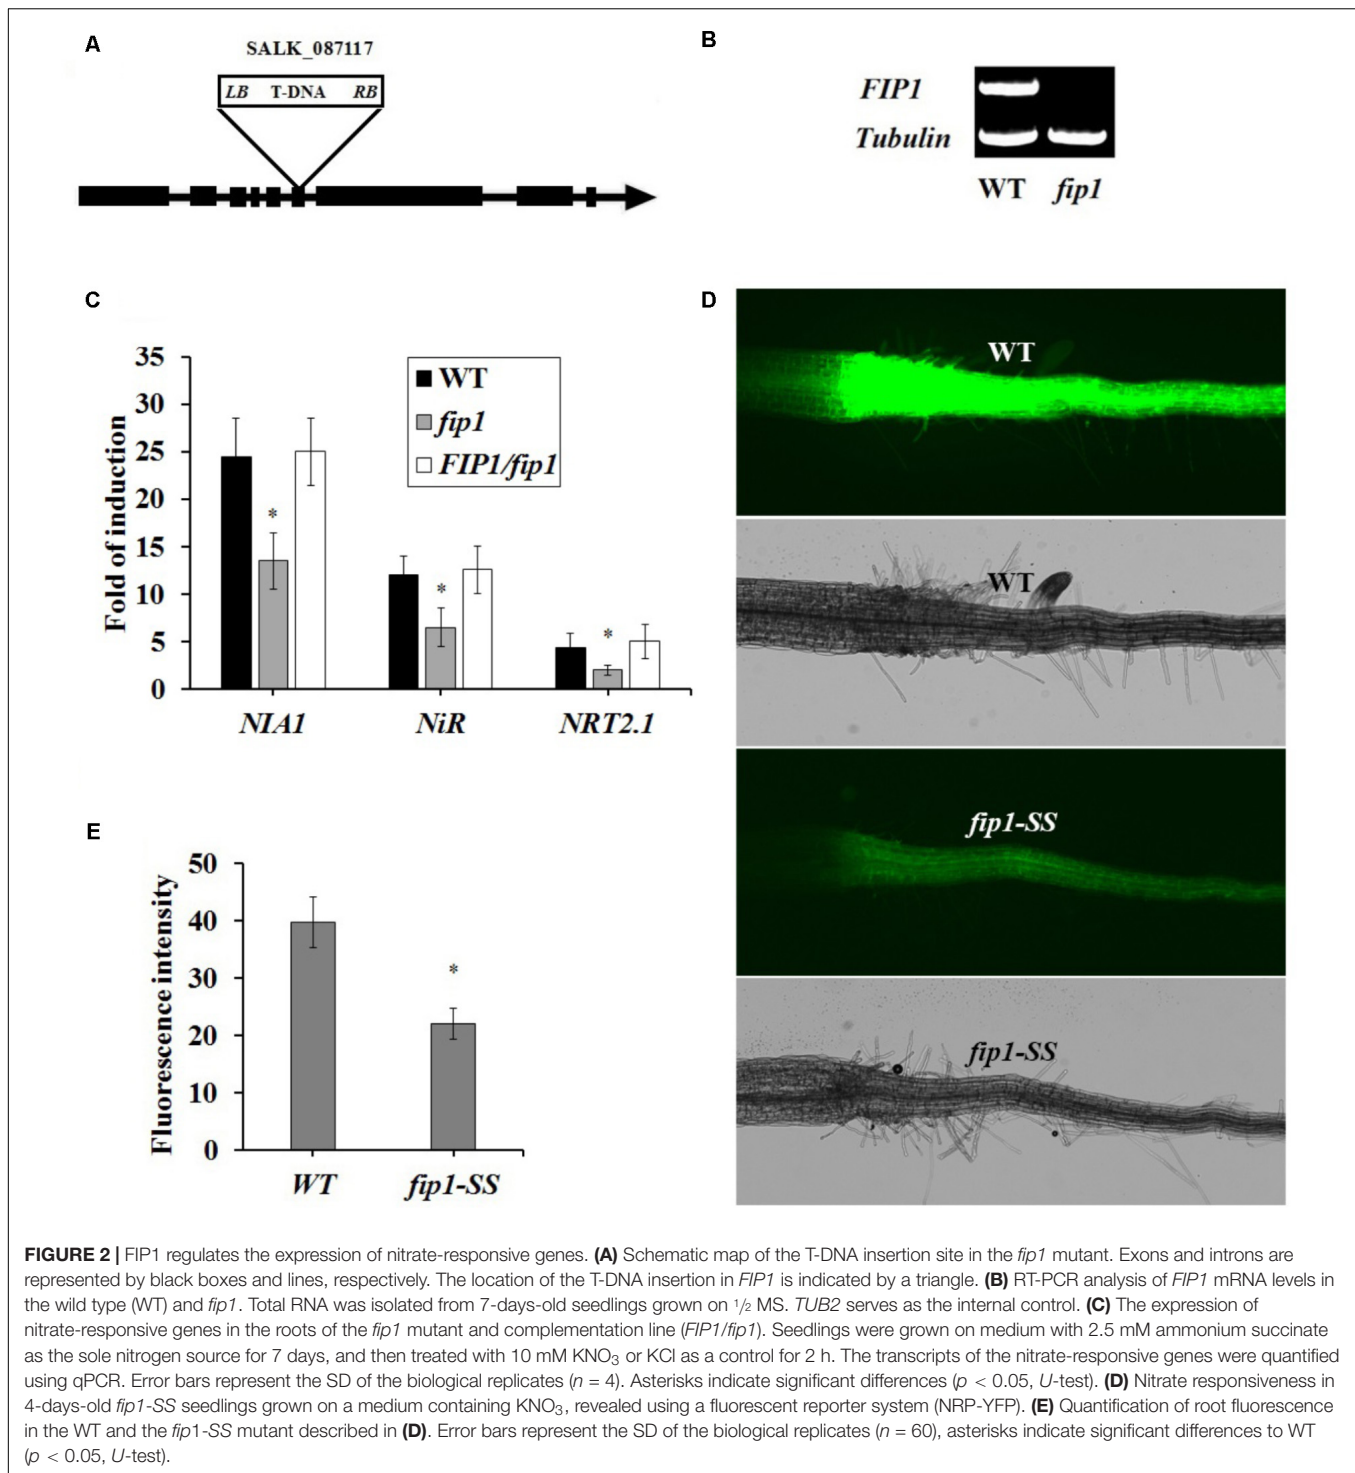 A
SALK_087117
LB T-DNA RB
B
FIP1
Tubulin
WT fip1
C
Fold of induction
35
30
25
20
15
10
5
0
WT
fip1
FIP1/fip1
*
*
*
NIA1 NiR NRT2.1
D
WT
WT
fip1-SS
fip1-SS
E
Fluorescence intensity
50
40
30
20
10
0
*
WT fip1-SS
FIGURE 2 | FIP1 regulates the expression of nitrate-responsive genes. (A) Schematic map of the T-DNA insertion site in the fip1 mutant. Exons and introns are
represented by black boxes and lines, respectively. The location of the T-DNA insertion in FIP1 is indicated by a triangle. (B) RT-PCR analysis of FIP1 mRNA levels in
the wild type (WT) and fip1. Total RNA was isolated from 7-days-old seedlings grown on 1/2 MS. TUB2 serves as the internal control. (C) The expression of
nitrate-responsive genes in the roots of the fip1 mutant and complementation line (FIP1/fip1). Seedlings were grown on medium with 2.5 mM ammonium succinate
as the sole nitrogen source for 7 days, and then treated with 10 mM KNO3 or KCl as a control for 2 h. The transcripts of the nitrate-responsive genes were quantified
using qPCR. Error bars represent the SD of the biological replicates (n = 4). Asterisks indicate significant differences (p < 0.05, U-test). (D) Nitrate responsiveness in
4-days-old fip1-SS seedlings grown on a medium containing KNO3, revealed using a fluorescent reporter system (NRP-YFP). (E) Quantification of root fluorescence
in the WT and the fip1-SS mutant described in (D). Error bars represent the SD of the biological replicates (n = 60), asterisks indicate significant differences to WT
(p < 0.05, U-test).